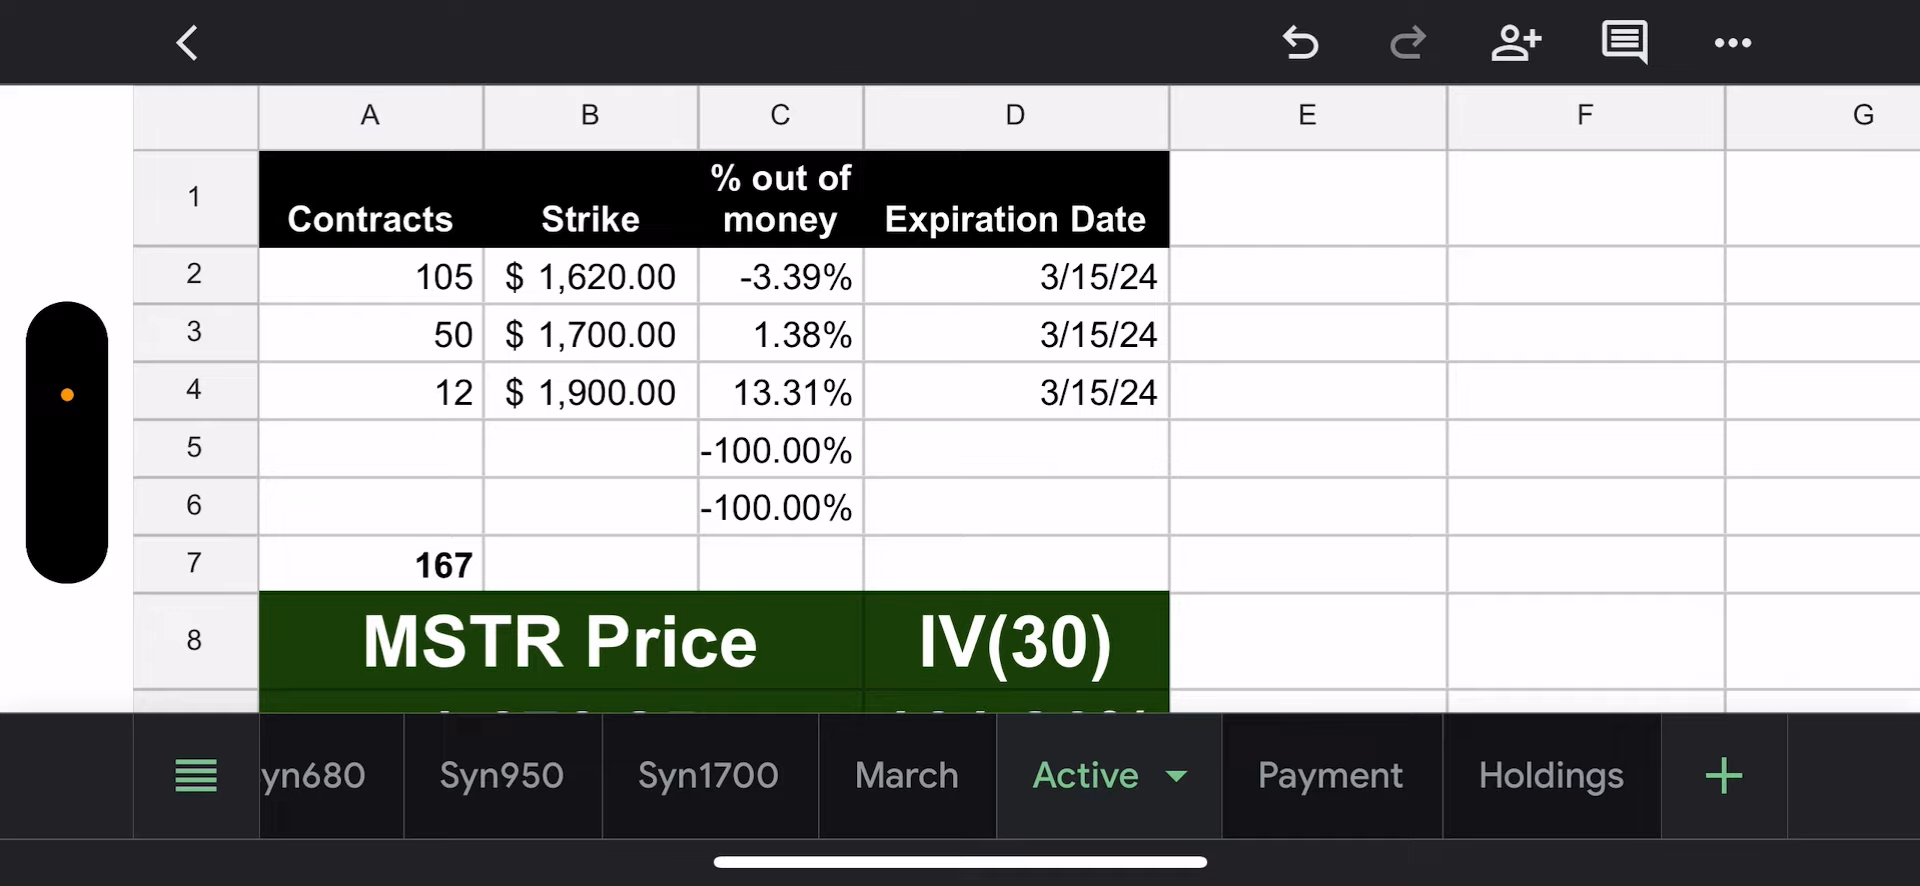 A B C D E F G
1 Contracts Strike % out of money Expiration Date
2 105 $ 1,620.00 -3.39% 3/15/24
3 50 $ 1,700.00 1.38% 3/15/24
4 12 $ 1,900.00 13.31% 3/15/24
5 -100.00%
6 -100.00%
7 167
8 MSTR Price IV(30)
yn680 Syn950 Syn1700 March Active Payment Holdings